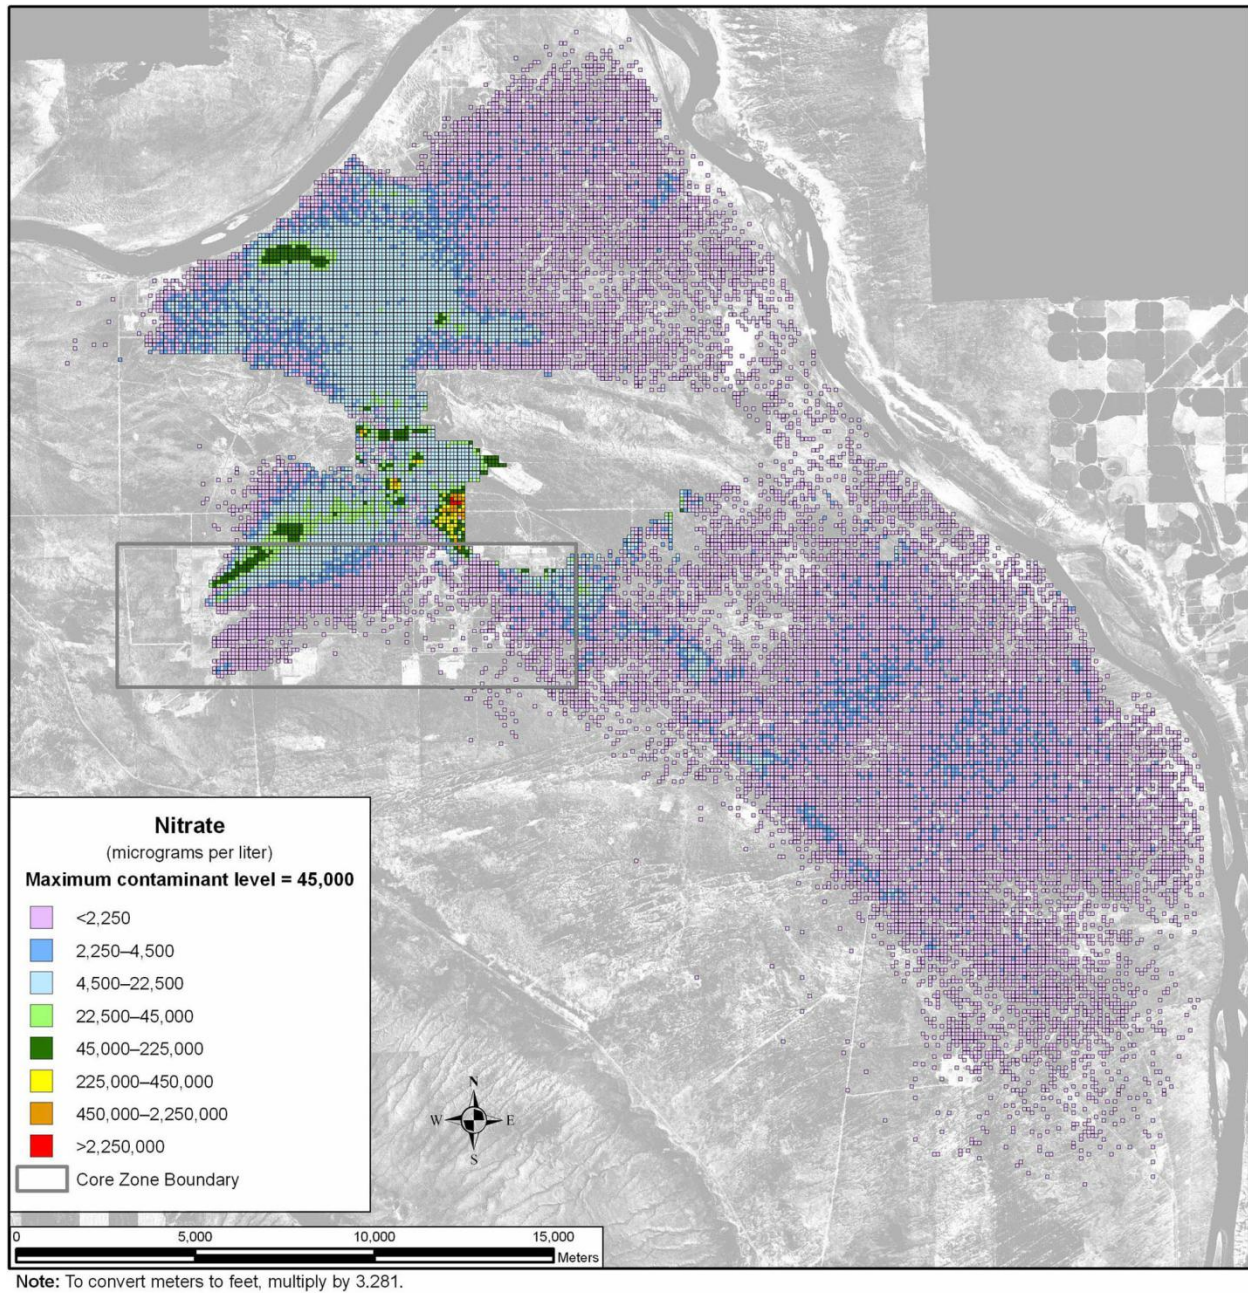 Nitrate
(micrograms per liter)
Maximum contaminant level = 45,000
<2,250
2,250–4,500
4,500–22,500
22,500–45,000
45,000–225,000
225,000–450,000
450,000–2,250,000
>2,250,000
Core Zone Boundary
N
W E
S
0 5,000 10,000 15,000
Meters
Note: To convert meters to feet, multiply by 3.281.